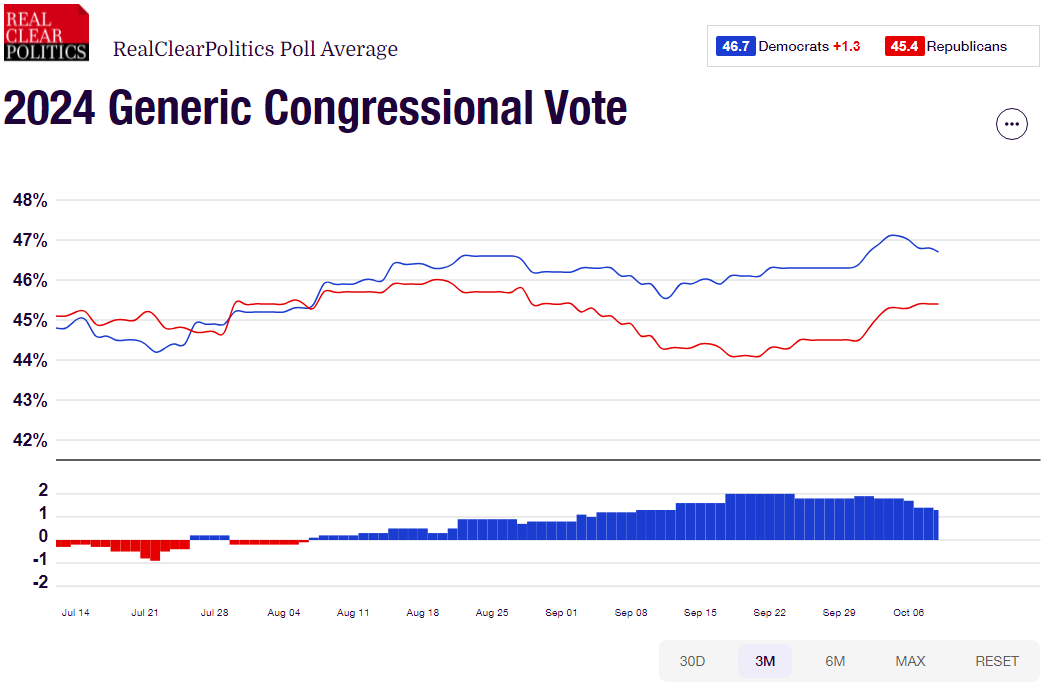 REAL
CLEAR
POLITICS
RealClearPolitics Poll Average
46.7 Democrats +1.3 45.4 Republicans
2024 Generic Congressional Vote
48%
47%
46%
45%
44%
43%
42%
2
1
0
-1
-2
Jul 14 Jul 21 Jul 28 Aug 04 Aug 11 Aug 18 Aug 25 Sep 01 Sep 08 Sep 15 Sep 22 Sep 29 Oct 06
30D 3M 6M MAX RESET